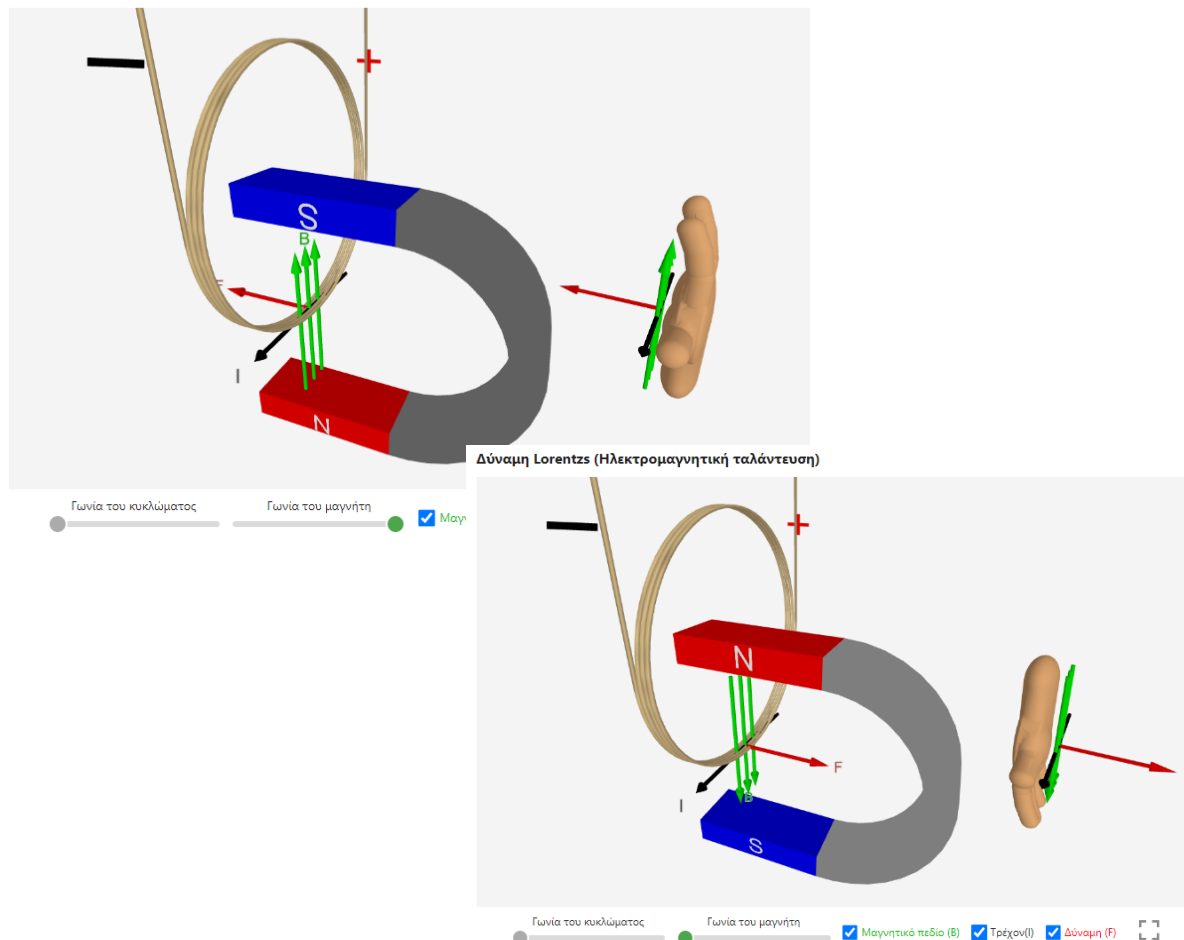 S
B
F
I
N
Γωνία του κυκλώματος
Γωνία του μαγνήτη
Μαγν
Δύναμη Lorentzs (Ηλεκτρομαγνητική ταλάντευση)
N
F
I
B
S
Γωνία του κυκλώματος
Γωνία του μαγνήτη
Μαγνητικό πεδίο (B)
Τρέχον(I)
Δύναμη (F)